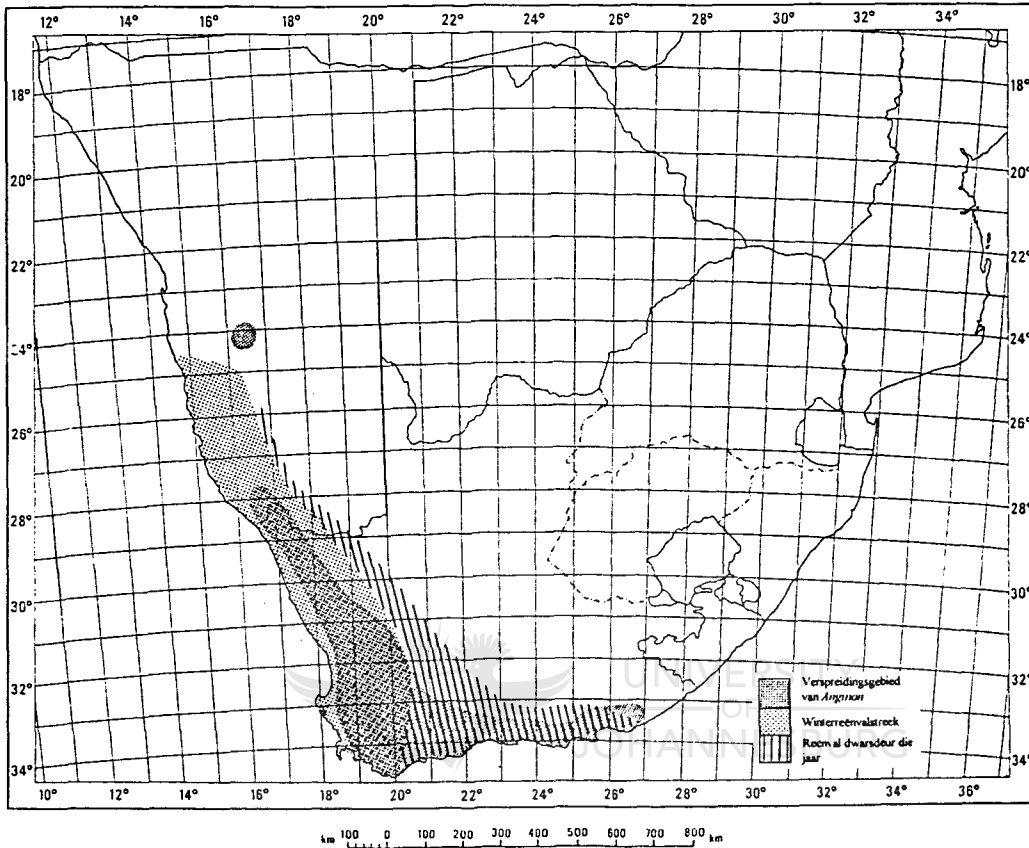 12° 14° 16° 18° 20° 22° 24° 26° 28° 30° 32° 34°
18° 18°
20° 20°
22° 22°
24° 24°
26° 26°
28° 28°
30° 30°
32° 32°
34° 34°
UNIVERSITY
OF
JOHANNESBURG
Verspreidingsgebied
van
Winterreënvalstreek
Reënval dwarsdeur die
jaar
10° 14° 16° 18° 20° 22° 24° 26° 28° 30° 32° 34°
km 100 0 100 200 300 400 500 600 700 800 km